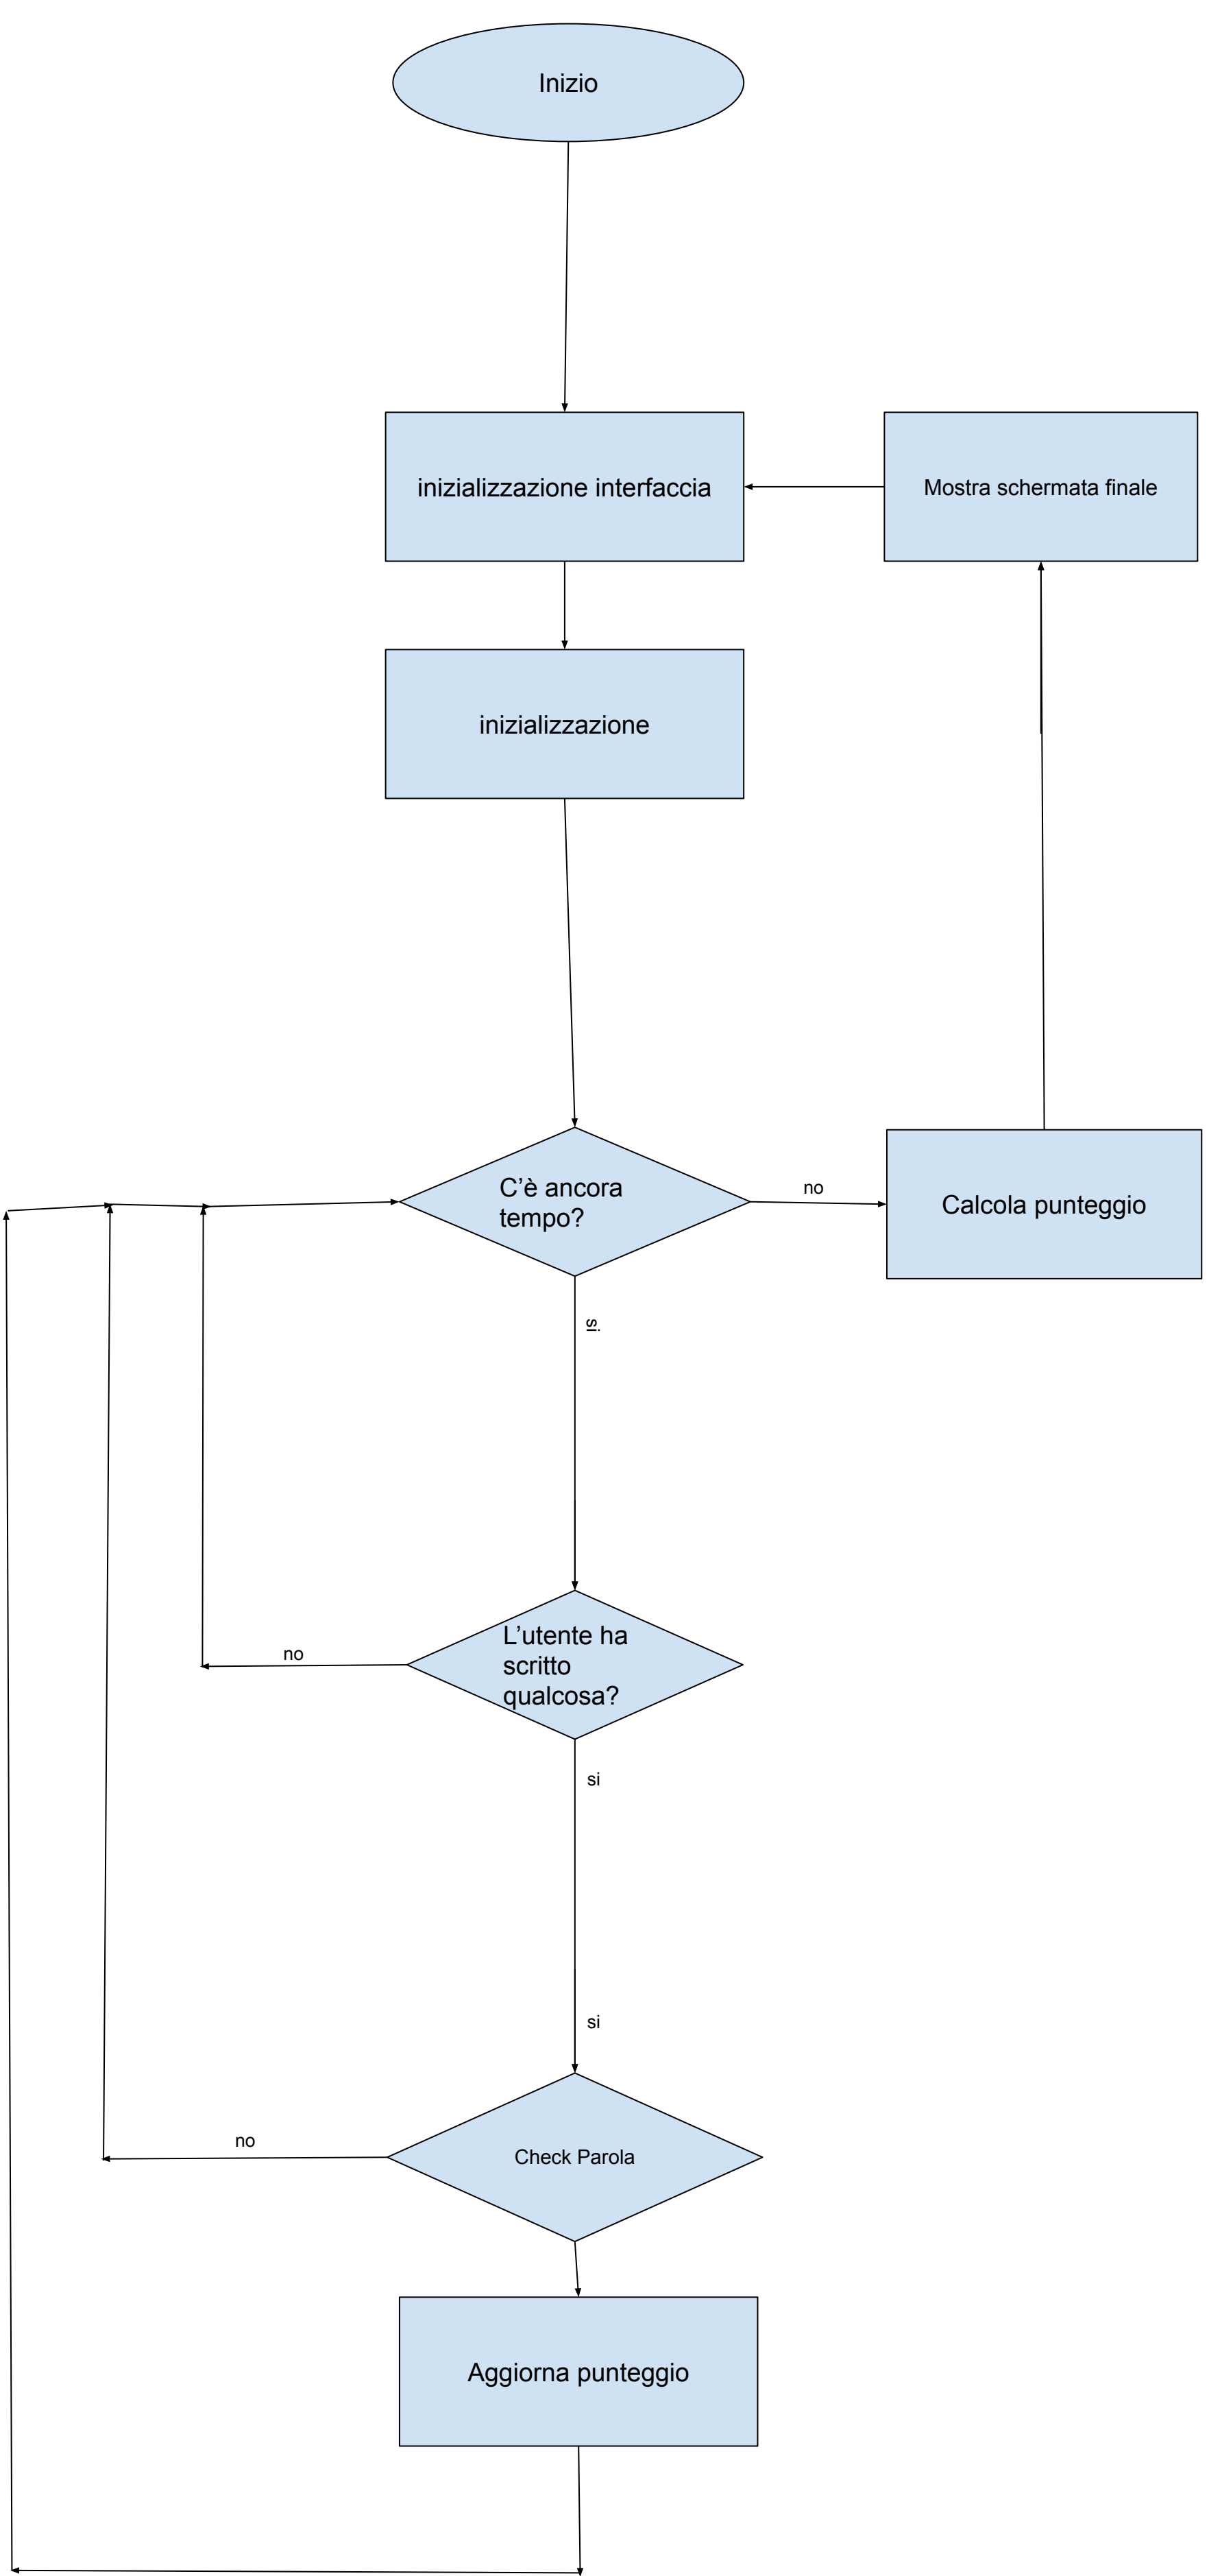 Inizio
inizializzazione interfaccia
Mostra schermata finale
inizializzazione
C'è ancora
tempo?
no
Calcola punteggio
si
L'utente ha
scritto
qualcosa?
no
si
si
Check Parola
no
Aggiorna punteggio